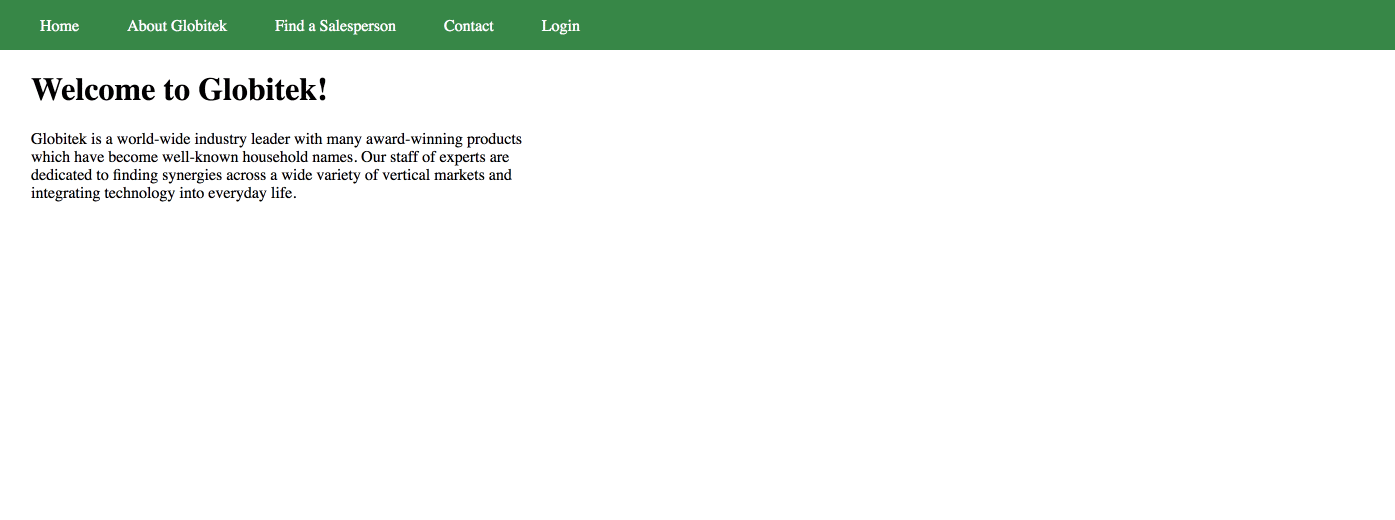 Home About Globitek Find a Salesperson Contact Login
Welcome to Globitek!
Globitek is a world-wide industry leader with many award-winning products
which have become well-known household names. Our staff of experts are
dedicated to finding synergies across a wide variety of vertical markets and
integrating technology into everyday life.